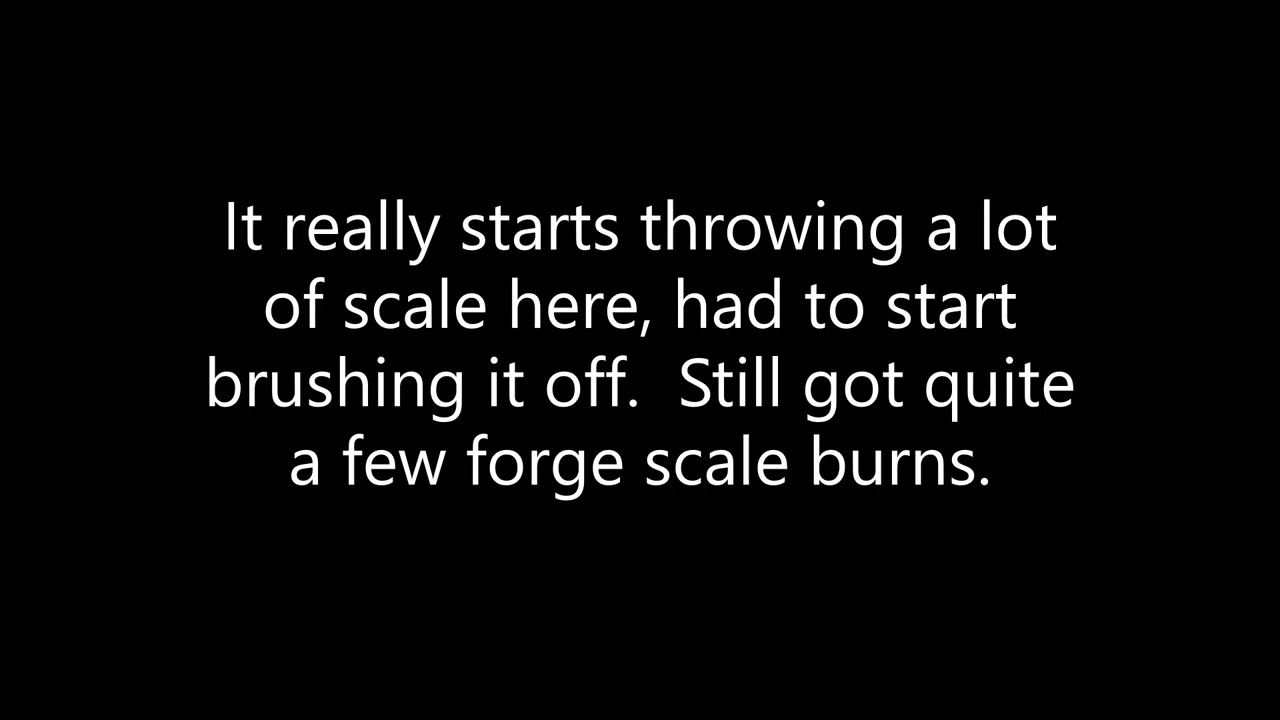 It really starts throwing a lot
of scale here, had to start
brushing it off.  Still got quite
a few forge scale burns.